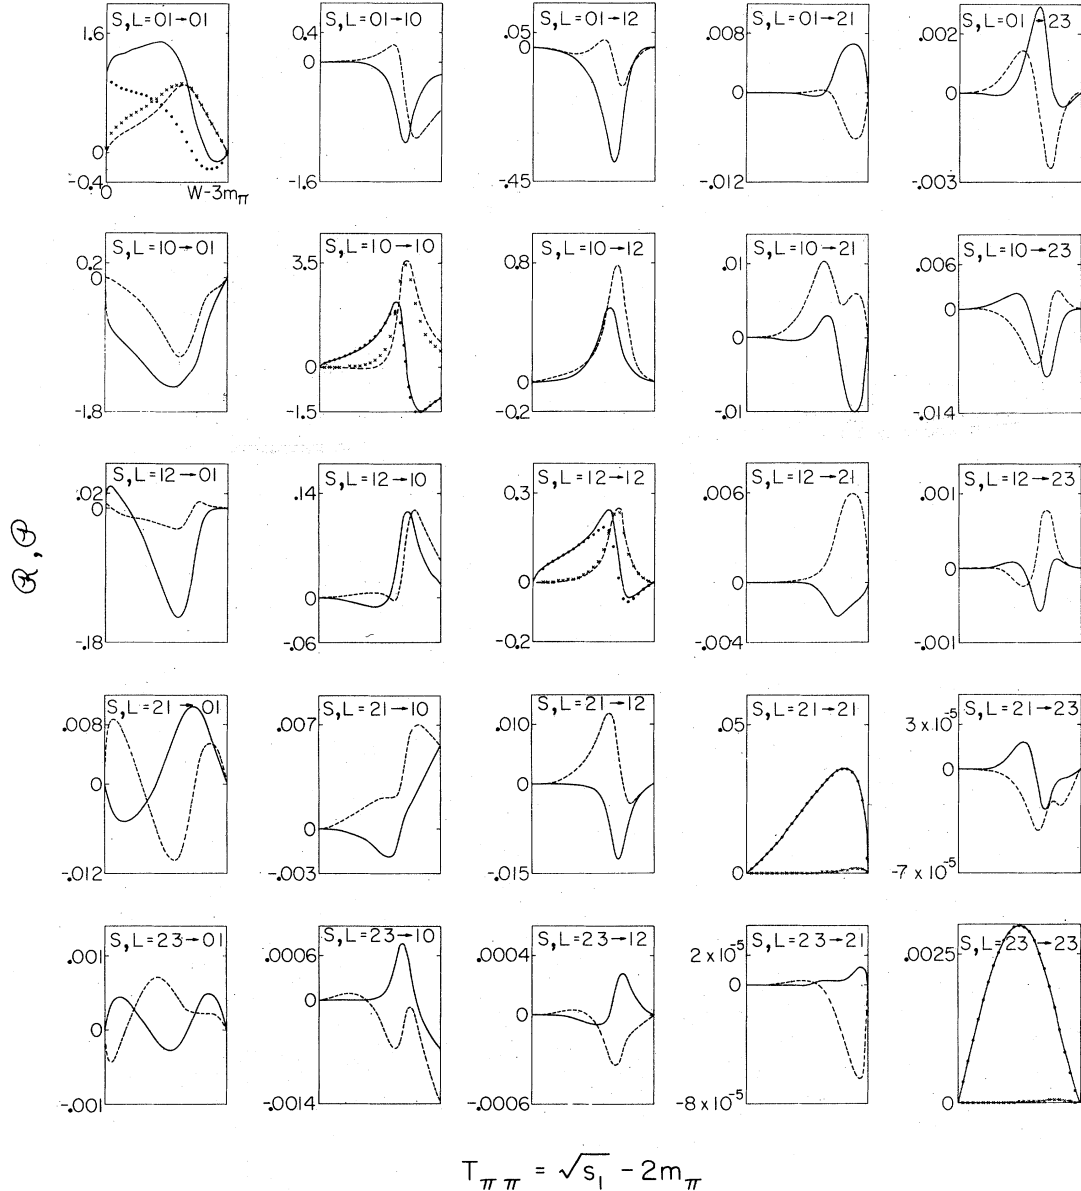 S,L=01→01 S,L=01→10 S,L=01→12 S,L=01→21 S,L=01→23
1.6 0.4 .05 .008 .002
0 0 0 0 0
-0.4 -1.6 -.45 -.012 -.003
0 W-3mπ
S,L=10→01 S,L=10→10 S,L=10→12 S,L=10→21 S,L=10→23
0.2 3.5 0.8 .01 .006
0 0 0 0 0
-1.8 -1.5 -0.2 -.01 -.014
S,L=12→01 S,L=12→10 S,L=12→12 S,L=12→21 S,L=12→23
.02 .14 0.3 .006 .001
0 0 0 0 0
-.18 -.06 -0.2 -.004 -.001
ℛ, 𝒫
S,L=21→01 S,L=21→10 S,L=21→12 S,L=21→21 S,L=21→23
.008 .007 .010 .05 3 x 10⁻⁵
0 0 0 0 0
-.012 -.003 -.015 -7 x 10⁻⁵
S,L=23→01 S,L=23→10 S,L=23→12 S,L=23→21 S,L=23→23
.001 .0006 .0004 2 x 10⁻⁵ .0025
0 0 0 0 0
-.001 -.0014 -.0006 -8 x 10⁻⁵
Tππ = √s₁ - 2mπ